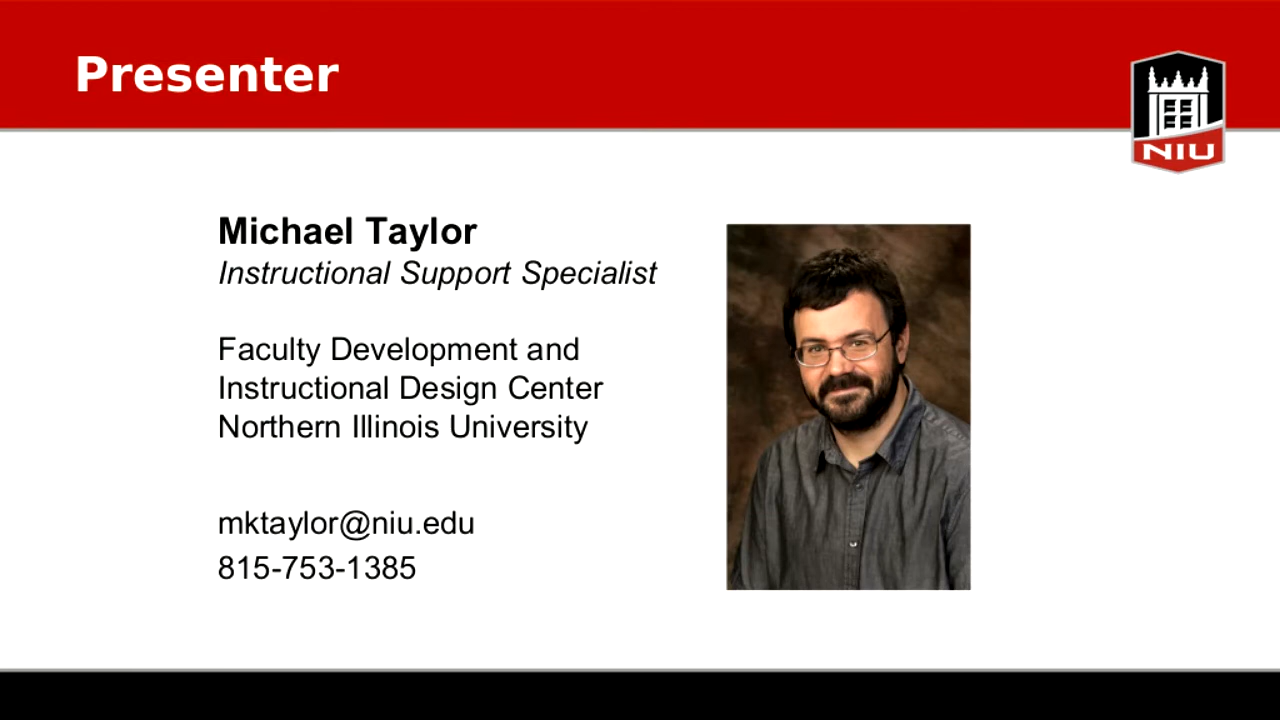 Presenter
NIU
Michael Taylor
Instructional Support Specialist
Faculty Development and
Instructional Design Center
Northern Illinois University
mktaylor@niu.edu
815-753-1385